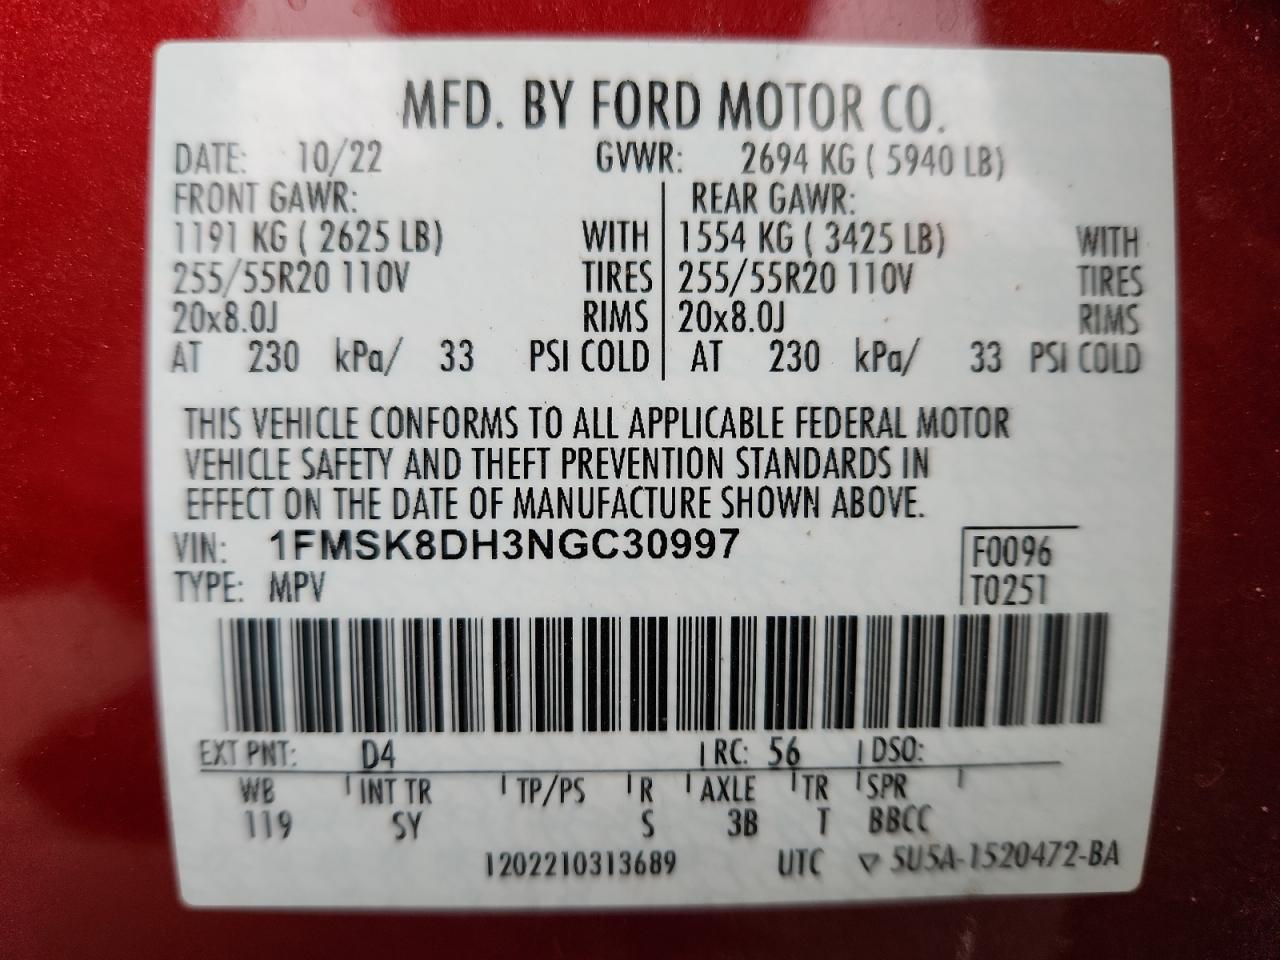 MFD. BY FORD MOTOR CO.
DATE: 10/22 GVWR: 2694 KG ( 5940 LB)
FRONT GAWR: REAR GAWR:
1191 KG ( 2625 LB) WITH 1554 KG ( 3425 LB) WITH
255/55R20 110V TIRES 255/55R20 110V TIRES
20x8.0J RIMS 20x8.0J RIMS
AT 230 kPa/ 33 PSI COLD AT 230 kPa/ 33 PSI COLD
THIS VEHICLE CONFORMS TO ALL APPLICABLE FEDERAL MOTOR
VEHICLE SAFETY AND THEFT PREVENTION STANDARDS IN
EFFECT ON THE DATE OF MANUFACTURE SHOWN ABOVE.
VIN: 1FMSK8DH3NGC30997 F0096
TYPE: MPV T0251
EXT PNT: D4 RC: 56 DSO:
WB INT TR TP/PS R AXLE TR SPR
119 SY S 3B T BBCC
1202210313689 UTC ▽ 5U5A-1520472-BA